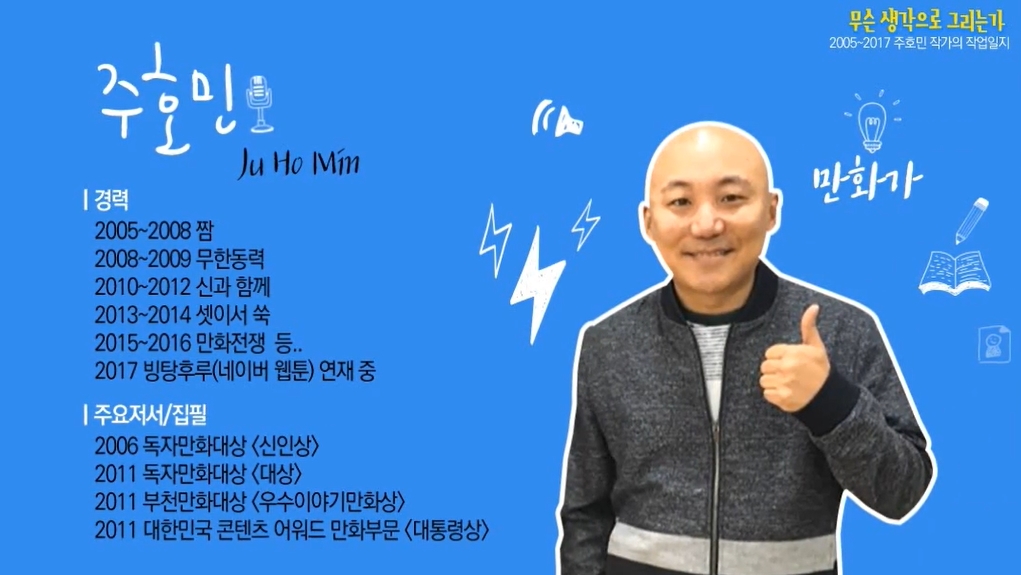 무슨 생각으로 그리는가
2005~2017 주호민 작가의 작업일지
주호민
Ju Ho Min
만화가
경력
2005~2008 짬
2008~2009 무한동력
2010~2012 신과 함께
2013~2014 셋이서 쑥
2015~2016 만화전쟁 등..
2017 빙탕후루(네이버 웹툰) 연재 중
주요저서/집필
2006 독자만화대상 <신인상>
2011 독자만화대상 <대상>
2011 부천만화대상 <우수이야기만화상>
2011 대한민국 콘텐츠 어워드 만화부문 <대통령상>